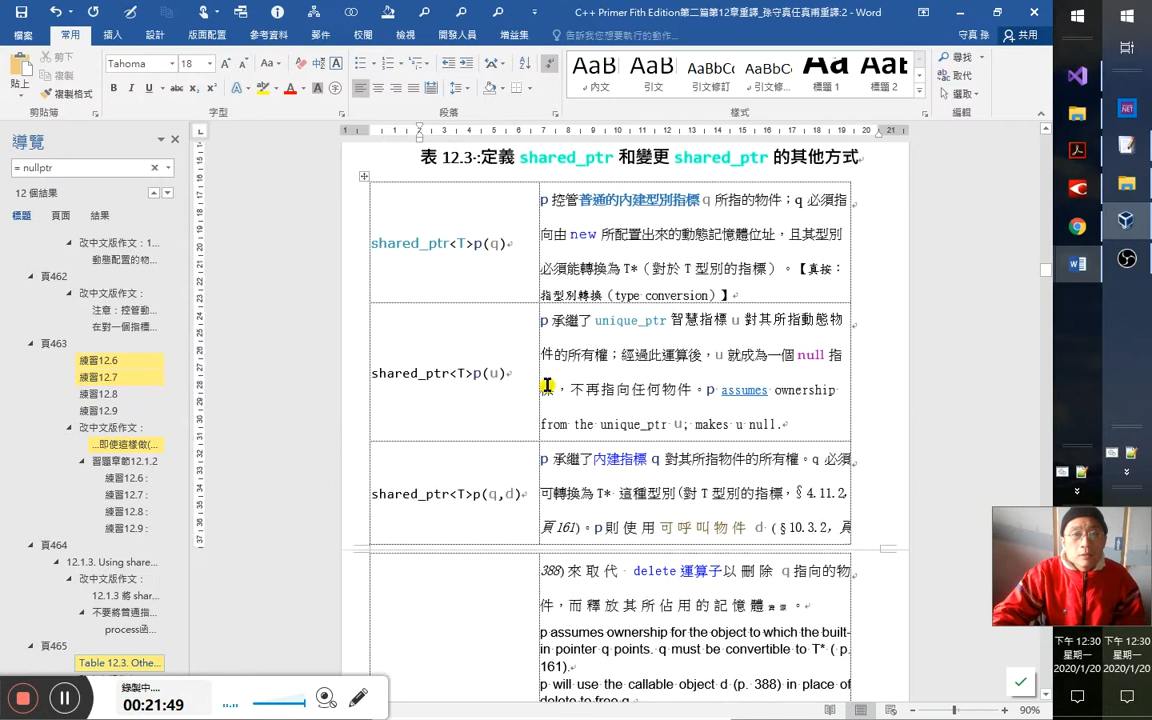 C++ Primer Fith Edition第二篇第12章重譯_孫守真任真甫重譯:2 - Word
檔案
常用
插入
設計
版面配置
參考資料
郵件
校閱
檢視
開發人員
增益集
告訴我您想要執行的動作...
守真 孫
共用
貼上
剪下
複製
複製格式
剪貼簿
Tahoma
18
字型
段落
AaB
內文
AaB
引文
AaBbCc
引文修訂
AaBbC
引文修...
AaB
標題 1
AaB
標題 2
樣式
尋找
取代
選取
編輯
導覽
= nullptr
12 個結果
標題
頁面
結果
改中文版作文：1...
動態配置的物...
頁462
改中文版作文：
注意：控管動...
在對一個指標...
頁463
練習12.6
練習12.7
練習12.8
練習12.9
改中文版作文：
...即使這樣做(...
習題章節12.1.2
練習12.6：
練習12.7：
練習12.8：
練習12.9：
頁464
12.1.3. Using share...
改中文版作文：
12.1.3 將 shar...
不要將普通指...
process函...
頁465
Table 12.3. Othe...
表 12.3-:定義 shared_ptr 和變更 shared_ptr 的其他方式
shared_ptr<T>p(q)
p 控管普通的內建型別指標 q 所指的物件；q 必須指
向由 new 所配置出來的動態記憶體位址，且其型別
必須能轉換為 T*（對於 T 型別的指標）。【真按：
指型別轉換（type conversion）】
shared_ptr<T>p(u)
p 承繼了 unique_ptr 智慧指標 u 對其所指動態物
件的所有權；經過此運算後，u 就成為一個 null 指
標，不再指向任何物件。p assumes ownership
from the unique_ptr u; makes u null.
shared_ptr<T>p(q,d)
p 承繼了內建指標 q 對其所指物件的所有權。q 必須
可轉換為 T* 這種型別(對 T 型別的指標，§4.11.2,
頁161)。p則使用可呼叫物件 d (§10.3.2，頁
388)來取代 delete 運算子以刪除 q指向的物
件，而釋放其所佔用的記憶體 。
p assumes ownership for the object to which the built-
in pointer q points. q must be convertible to T* ( p.
161).
p will use the callable object d (p. 388) in place of
delete to free q
錄製中...
00:21:49
90%
下午 12:30
星期一
2020/1/20
下午 12:30
星期一
2020/1/20